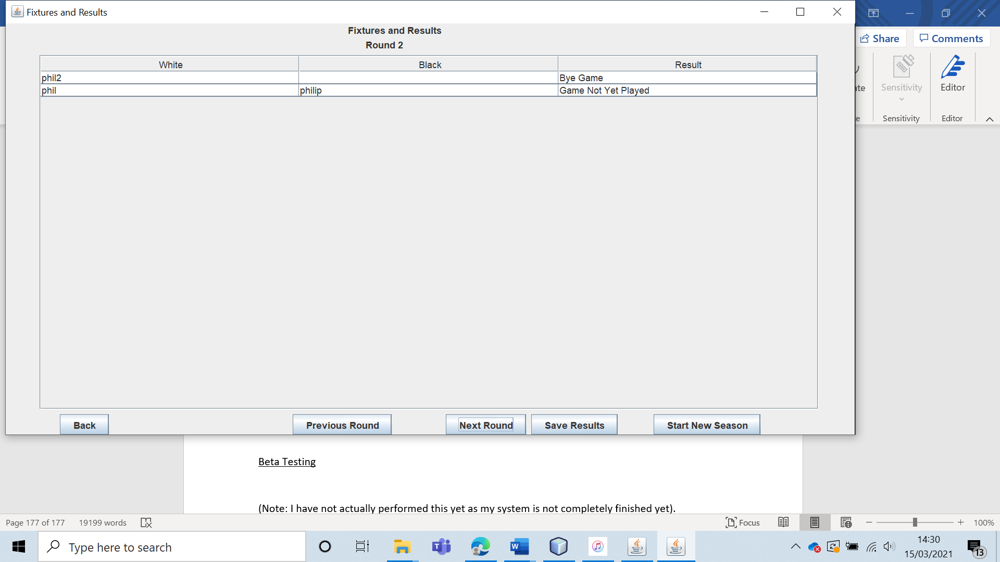 Fixtures and Results
Fixtures and Results
Round 2
White Black Result
phil2 Bye Game
phil philip Game Not Yet Played
Back Previous Round Next Round Save Results Start New Season
Share Comments
te Sensitivity Editor
e Sensitivity Editor
Beta Testing
(Note: I have not actually performed this yet as my system is not completely finished yet).
Page 177 of 177 19199 words Focus 100%
Type here to search
14:30
15/03/2021
13